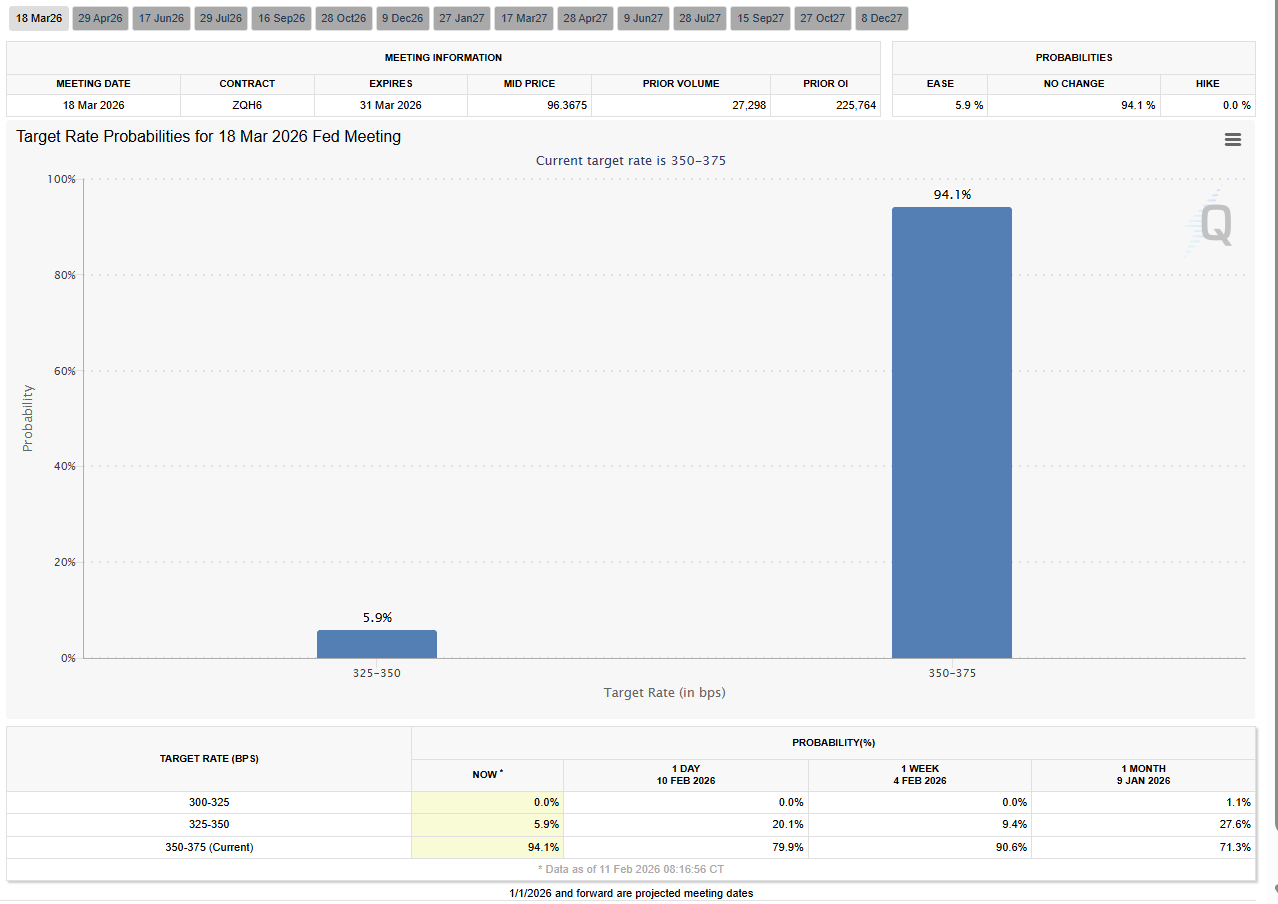 18 Mar26 29 Apr26 17 Jun26 29 Jul26 16 Sep26 28 Oct26 9 Dec26 27 Jan27 17 Mar27 28 Apr27 9 Jun27 28 Jul27 15 Sep27 27 Oct27 8 Dec27
MEETING INFORMATION
MEETING DATE CONTRACT EXPIRES MID PRICE PRIOR VOLUME PRIOR OI
18 Mar 2026 ZQH6 31 Mar 2026 96.3675 27,298 225,764
PROBABILITIES
EASE NO CHANGE HIKE
5.9 % 94.1 % 0.0 %
Target Rate Probabilities for 18 Mar 2026 Fed Meeting
Current target rate is 350–375
Probability
100%
80%
60%
40%
20%
0%
94.1%
5.9%
Q
325–350 350–375
Target Rate (in bps)
TARGET RATE (BPS) PROBABILITY(%)
NOW * 1 DAY 1 WEEK 1 MONTH
10 FEB 2026 4 FEB 2026 9 JAN 2026
300-325 0.0% 0.0% 0.0% 1.1%
325-350 5.9% 20.1% 9.4% 27.6%
350-375 (Current) 94.1% 79.9% 90.6% 71.3%
* Data as of 11 Feb 2026 08:16:56 CT
1/1/2026 and forward are projected meeting dates